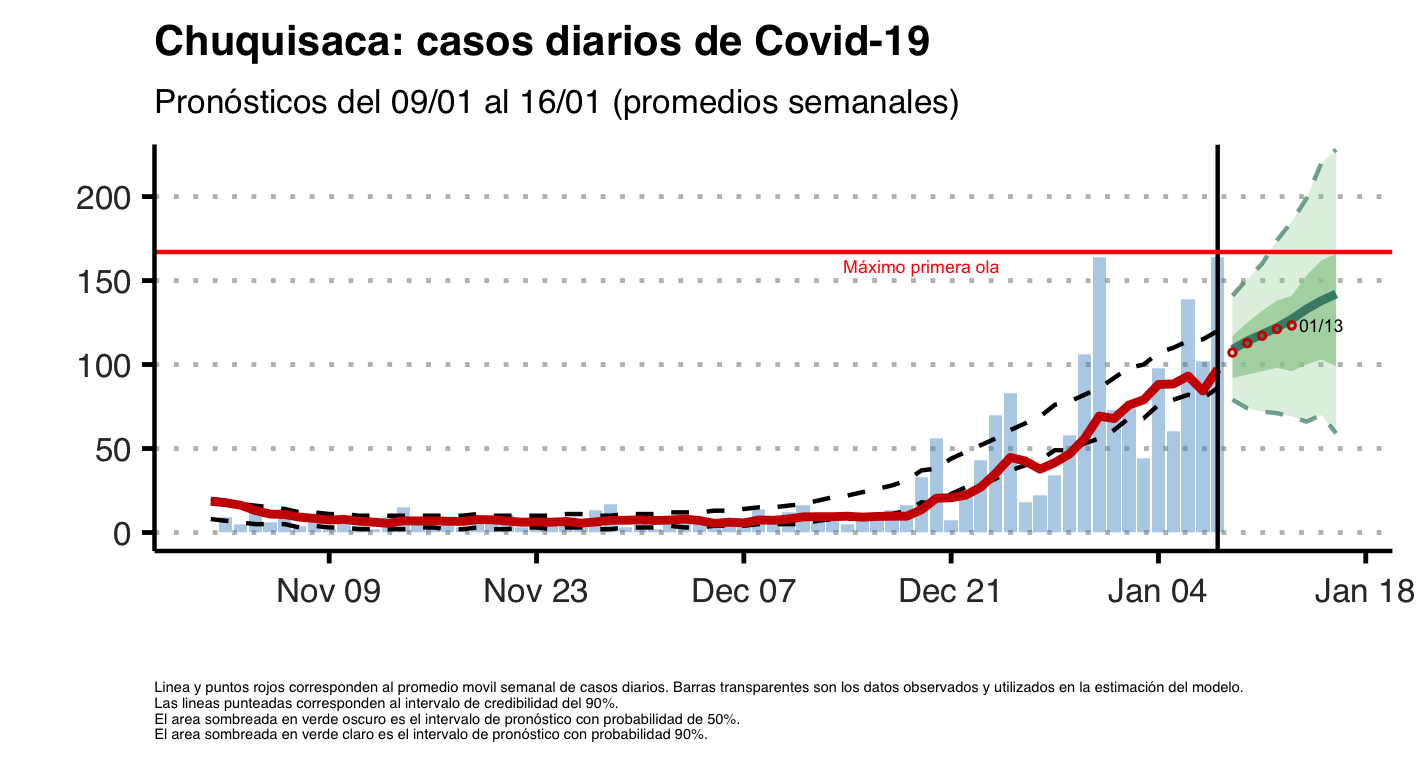 Chuquisaca: casos diarios de Covid-19
Pronósticos del 09/01 al 16/01 (promedios semanales)
200
Máximo primera ola
150
01/13
100
50
0
Nov 09 Nov 23 Dec 07 Dec 21 Jan 04 Jan 18
Linea y puntos rojos corresponden al promedio movil semanal de casos diarios. Barras transparentes son los datos observados y utilizados en la estimación del modelo.
Las lineas punteadas corresponden al intervalo de credibilidad del 90%.
El area sombreada en verde oscuro es el intervalo de pronóstico con probabilidad de 50%.
El area sombreada en verde claro es el intervalo de pronóstico con probabilidad 90%.